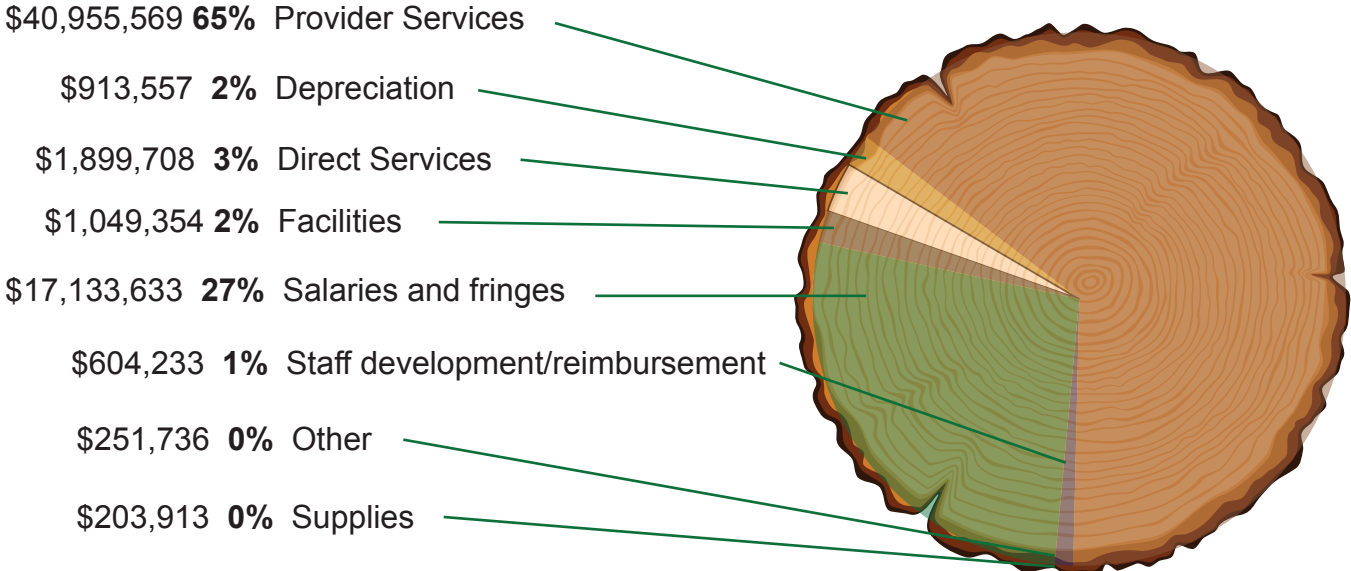 $40,955,569 65% Provider Services
$913,557 2% Depreciation
$1,899,708 3% Direct Services
$1,049,354 2% Facilities
$17,133,633 27% Salaries and fringes
$604,233 1% Staff development/reimbursement
$251,736 0% Other
$203,913 0% Supplies